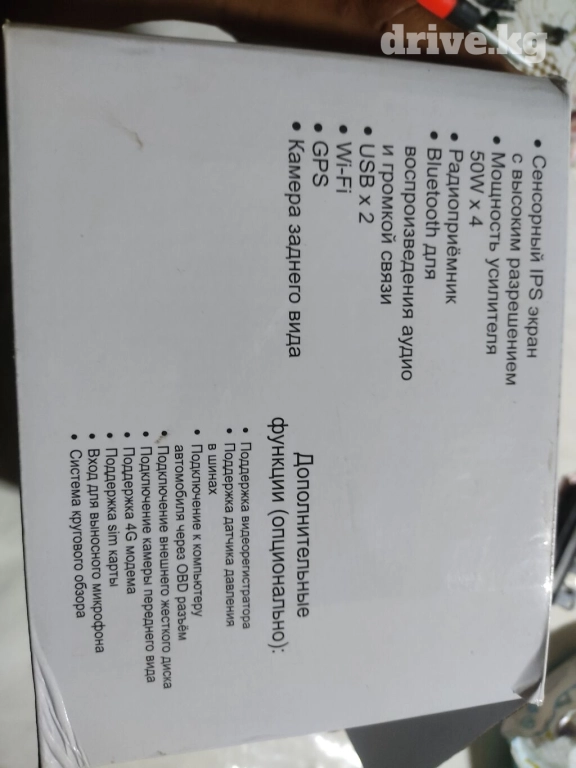 drive.kg
• Сенсорный IPS экран
с высоким разрешением
• Мощность усилителя
50W x 4
• Радиоприёмник
• Bluetooth для
воспроизведения аудио
и громкой связи
• USB x 2
• Wi-Fi
• GPS
• Камера заднего вида
Дополнительные
функции (опционально):
• Поддержка видеорегистратора
• Поддержка датчика давления
в шинах
• Подключение к компьютеру
автомобиля через OBD разъём
• Подключение внешнего жесткого диска
• Подключение камеры переднего вида
• Поддержка 4G модема
• Поддержка sim карты
• Вход для выносного микрофона
• Система кругового обзора